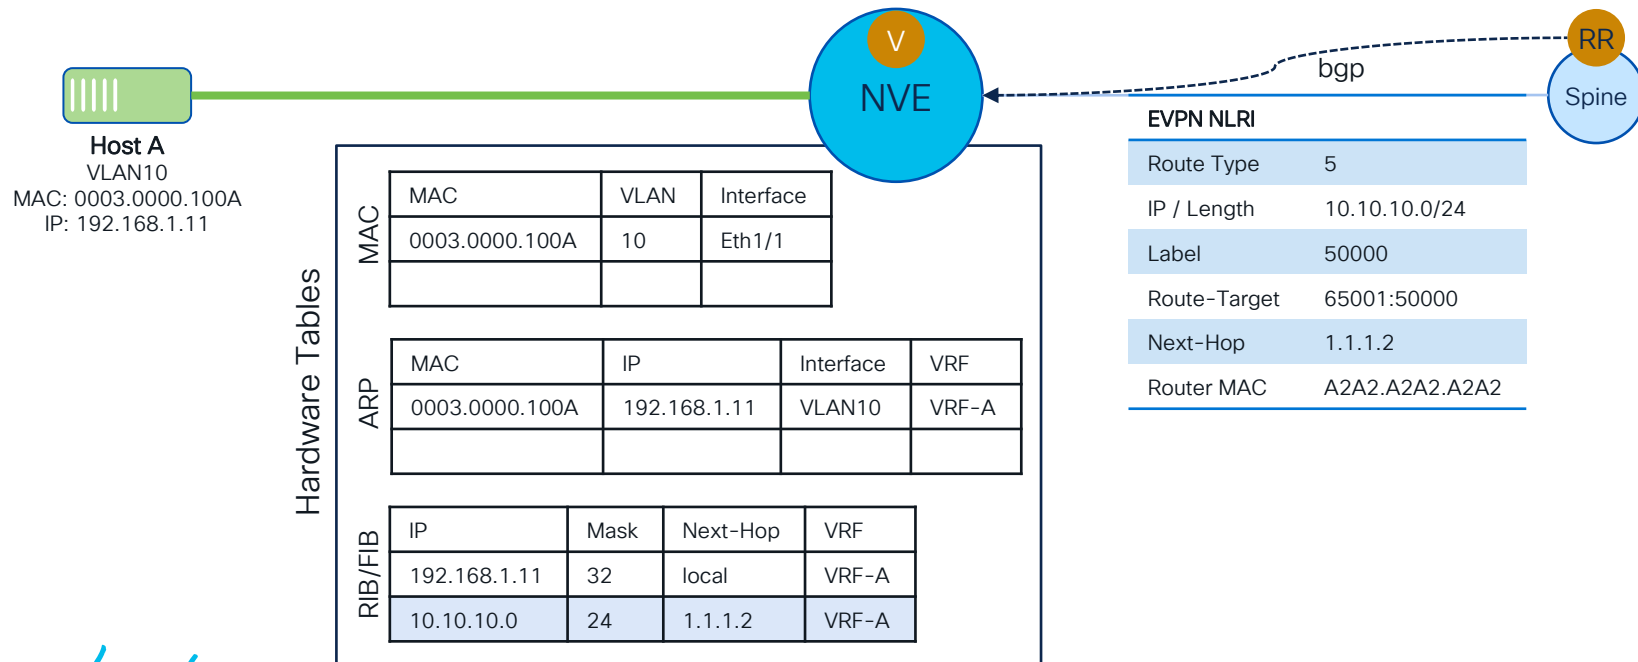 V
NVE
RR
bgp
Spine
Host A
VLAN10
MAC: 0003.0000.100A
IP: 192.168.1.11
Hardware Tables
MAC
MAC VLAN Interface
0003.0000.100A 10 Eth1/1
ARP
MAC IP Interface VRF
0003.0000.100A 192.168.1.11 VLAN10 VRF-A
RIB/FIB
IP Mask Next-Hop VRF
192.168.1.11 32 local VRF-A
10.10.10.0 24 1.1.1.2 VRF-A
EVPN NLRI
Route Type 5
IP / Length 10.10.10.0/24
Label 50000
Route-Target 65001:50000
Next-Hop 1.1.1.2
Router MAC A2A2.A2A2.A2A2